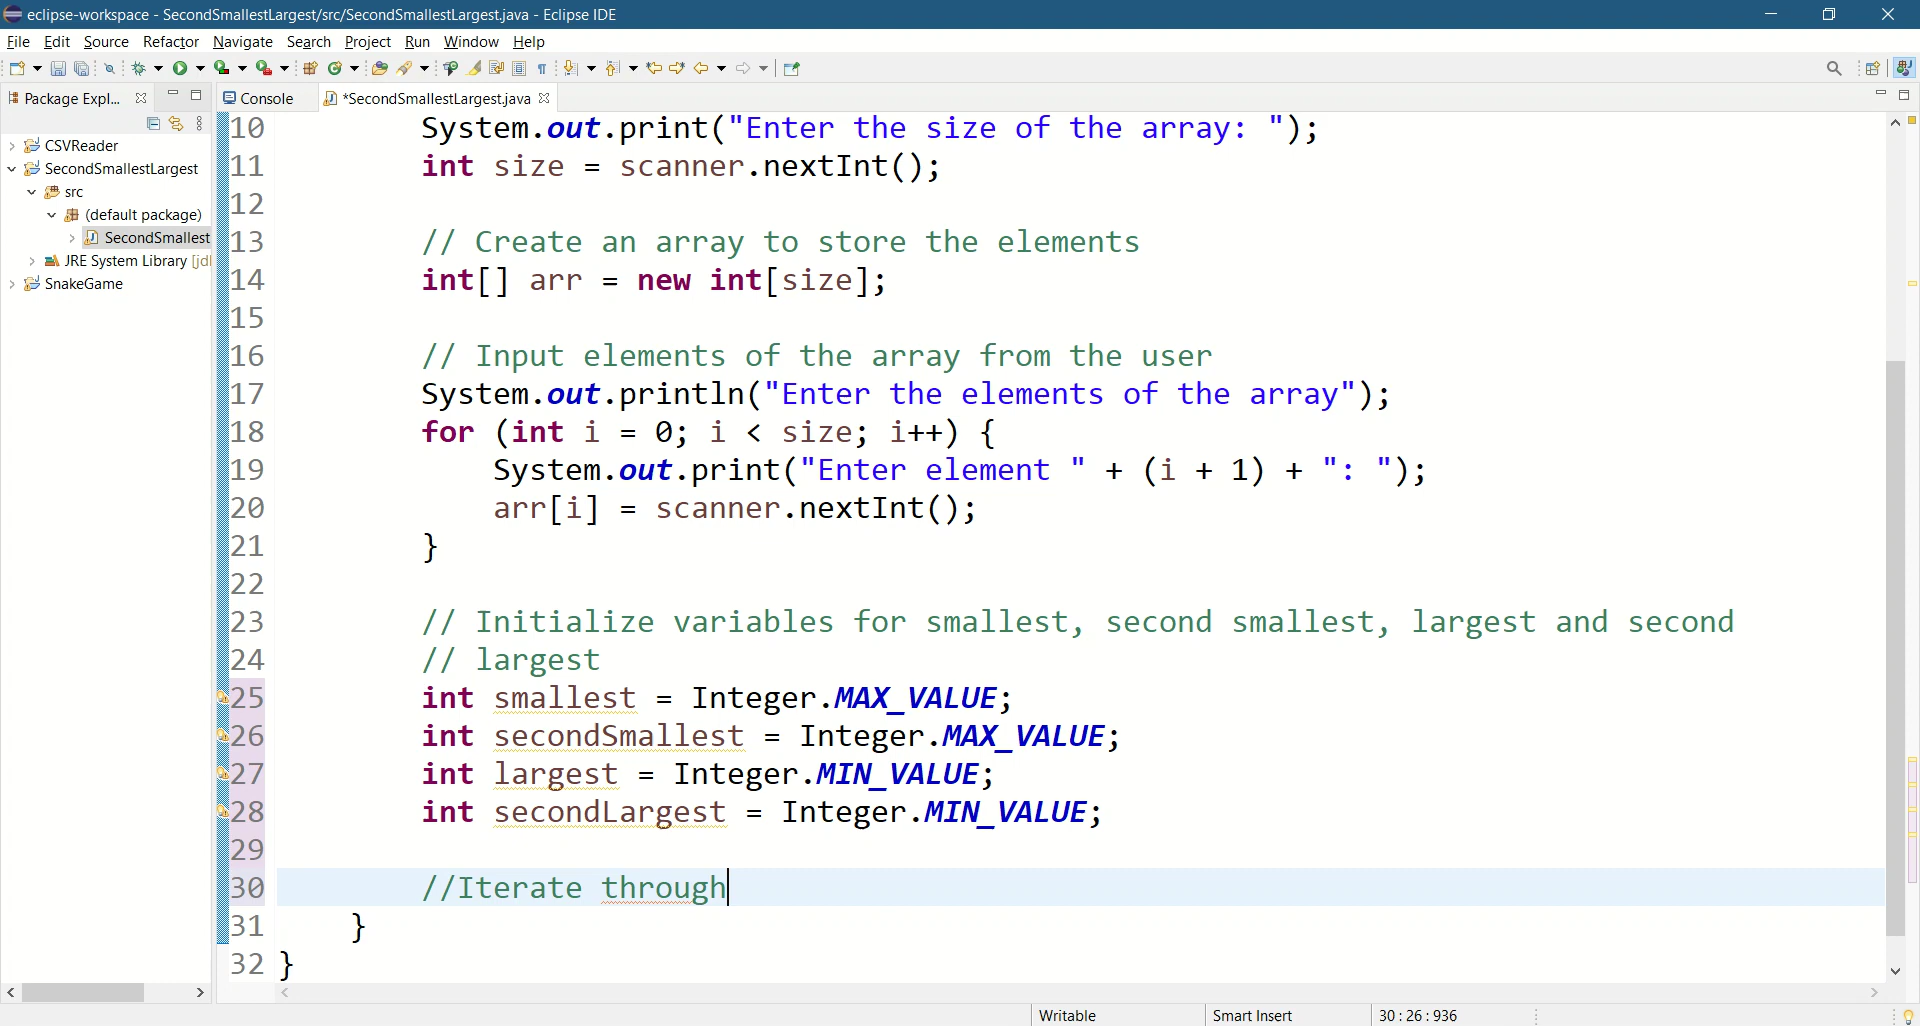 eclipse-workspace - SecondSmallestLargest/src/SecondSmallestLargest.java - Eclipse IDE
File Edit Source Refactor Navigate Search Project Run Window Help
Package Expl...
Console
*SecondSmallestLargest.java
CSVReader
SecondSmallestLargest
src
(default package)
SecondSmallest
JRE System Library [jd
SnakeGame
10 System.out.print("Enter the size of the array: ");
11 int size = scanner.nextInt();
12
13 // Create an array to store the elements
14 int[] arr = new int[size];
15
16 // Input elements of the array from the user
17 System.out.println("Enter the elements of the array");
18 for (int i = 0; i < size; i++) {
19 System.out.print("Enter element " + (i + 1) + ": ");
20 arr[i] = scanner.nextInt();
21 }
22
23 // Initialize variables for smallest, second smallest, largest and second
24 // largest
25 int smallest = Integer.MAX_VALUE;
26 int secondSmallest = Integer.MAX_VALUE;
27 int largest = Integer.MIN_VALUE;
28 int secondLargest = Integer.MIN_VALUE;
29
30 //Iterate through
31 }
32 }
Writable Smart Insert 30 : 26 : 936